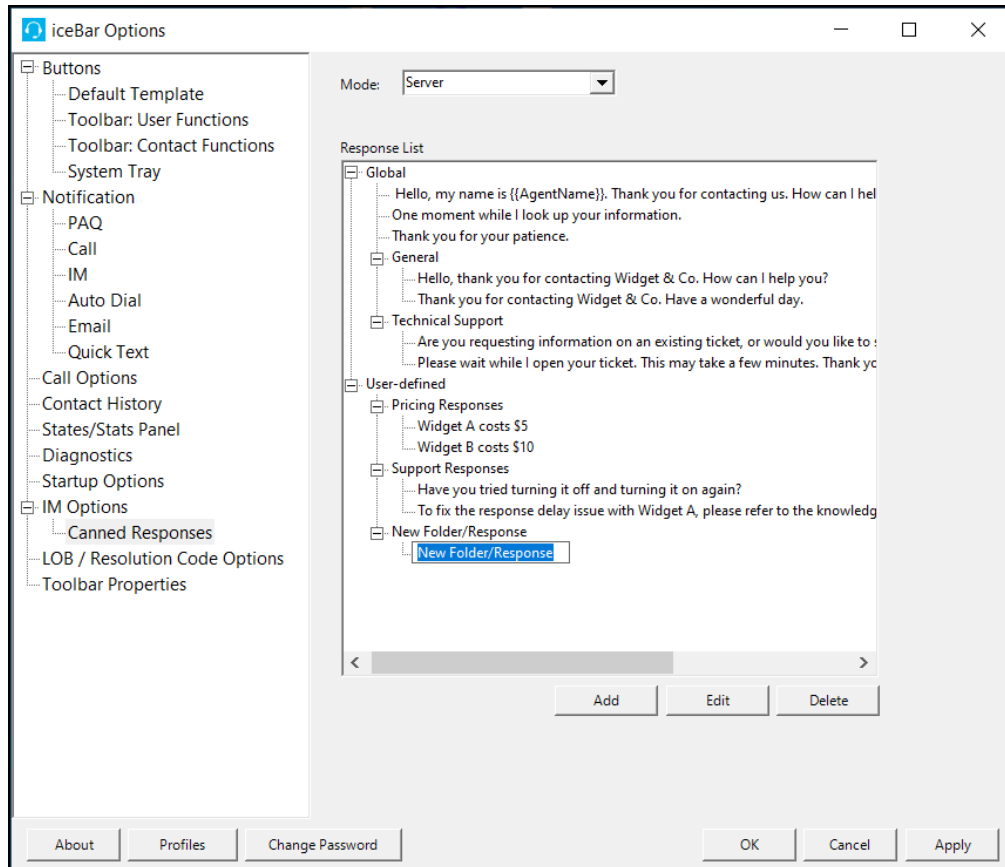 iceBar Options
Buttons
Default Template
Toolbar: User Functions
Toolbar: Contact Functions
System Tray
Notification
PAQ
Call
IM
Auto Dial
Email
Quick Text
Call Options
Contact History
States/Stats Panel
Diagnostics
Startup Options
IM Options
Canned Responses
LOB / Resolution Code Options
Toolbar Properties
Mode: Server
Response List
Global
Hello, my name is {{AgentName}}. Thank you for contacting us. How can I hel
One moment while I look up your information.
Thank you for your patience.
General
Hello, thank you for contacting Widget & Co. How can I help you?
Thank you for contacting Widget & Co. Have a wonderful day.
Technical Support
Are you requesting information on an existing ticket, or would you like to s
Please wait while I open your ticket. This may take a few minutes. Thank yo
User-defined
Pricing Responses
Widget A costs $5
Widget B costs $10
Support Responses
Have you tried turning it off and turning it on again?
To fix the response delay issue with Widget A, please refer to the knowledg
New Folder/Response
New Folder/Response
Add Edit Delete
About Profiles Change Password OK Cancel Apply